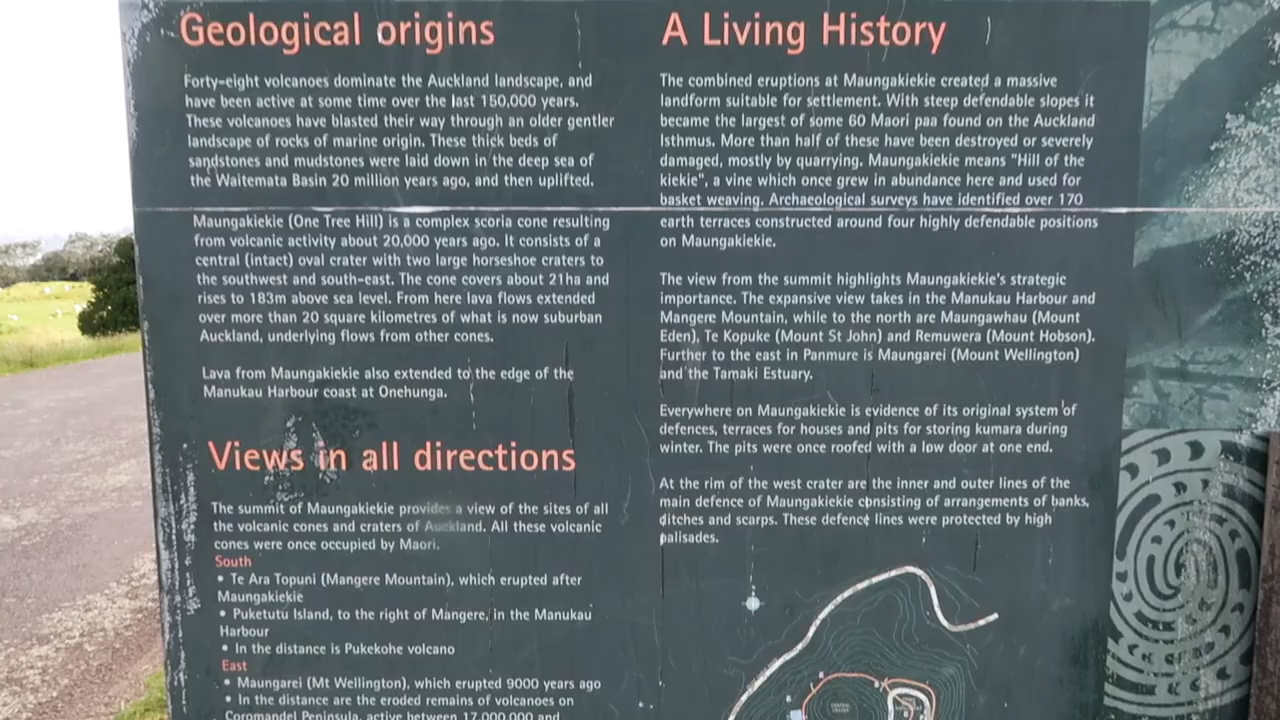 Geological origins
Forty-eight volcanoes dominate the Auckland landscape, and
have been active at some time over the last 150,000 years.
These volcanoes have blasted their way through an older gentler
landscape of rocks of marine origin. These thick beds of
sandstones and mudstones were laid down in the deep sea of
the Waitemata Basin 20 million years ago, and then uplifted.
Maungakiekie (One Tree Hill) is a complex scoria cone resulting
from volcanic activity about 20,000 years ago. It consists of a
central (intact) oval crater with two large horseshoe craters to
the southwest and south-east. The cone covers about 21ha and
rises to 183m above sea level. From here lava flows extended
over more than 20 square kilometres of what is now suburban
Auckland, underlying flows from other cones.
Lava from Maungakiekie also extended to the edge of the
Manukau Harbour coast at Onehunga.
Views in all directions
The summit of Maungakiekie provides a view of the sites of all
the volcanic cones and craters of Auckland. All these volcanic
cones were once occupied by Maori.
South
• Te Ara Topuni (Mangere Mountain), which erupted after
Maungakiekie
• Puketutu Island, to the right of Mangere, in the Manukau
Harbour
• In the distance is Pukekohe volcano
East
• Maungarei (Mt Wellington), which erupted 9000 years ago
• In the distance are the eroded remains of volcanoes on
Coromandel Peninsula, active between 17,000,000 and
A Living History
The combined eruptions at Maungakiekie created a massive
landform suitable for settlement. With steep defendable slopes it
became the largest of some 60 Maori paa found on the Auckland
Isthmus. More than half of these have been destroyed or severely
damaged, mostly by quarrying. Maungakiekie means "Hill of the
kiekie", a vine which once grew in abundance here and used for
basket weaving. Archaeological surveys have identified over 170
earth terraces constructed around four highly defendable positions
on Maungakiekie.
The view from the summit highlights Maungakiekie's strategic
importance. The expansive view takes in the Manukau Harbour and
Mangere Mountain, while to the north are Maungawhau (Mount
Eden), Te Kopuke (Mount St John) and Remuwera (Mount Hobson).
Further to the east in Panmure is Maungarei (Mount Wellington)
and the Tamaki Estuary.
Everywhere on Maungakiekie is evidence of its original system of
defences, terraces for houses and pits for storing kumara during
winter. The pits were once roofed with a low door at one end.
At the rim of the west crater are the inner and outer lines of the
main defence of Maungakiekie consisting of arrangements of banks,
ditches and scarps. These defence lines were protected by high
palisades.